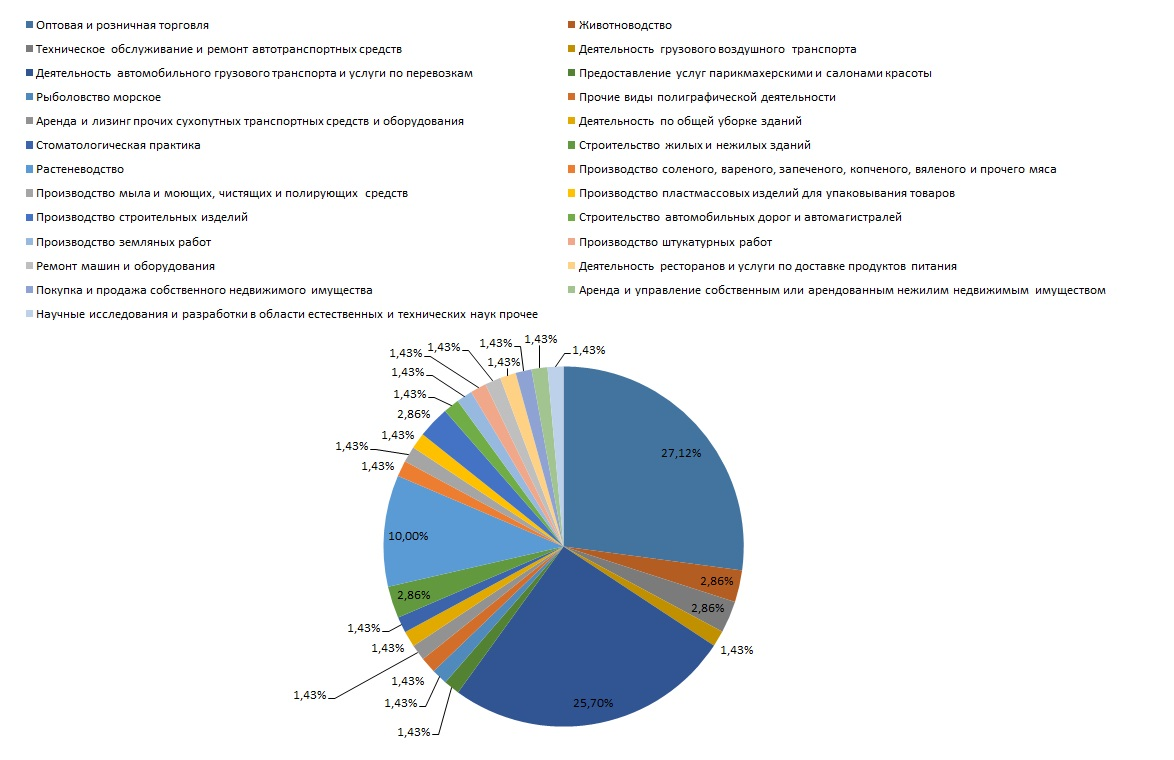 Оптовая и розничная торговля
Животноводство
Техническое обслуживание и ремонт автотранспортных средств
Деятельность грузового воздушного транспорта
Деятельность автомобильного грузового транспорта и услуги по перевозкам
Предоставление услуг парикмахерскими и салонами красоты
Рыболовство морское
Прочие виды полиграфической деятельности
Аренда и лизинг прочих сухопутных транспортных средств и оборудования
Деятельность по общей уборке зданий
Стоматологическая практика
Строительство жилых и нежилых зданий
Растеневодство
Производство соленого, вареного, запеченого, копченого, вяленого и прочего мяса
Производство мыла и моющих, чистящих и полирующих средств
Производство пластмассовых изделий для упаковывания товаров
Производство строительных изделий
Строительство автомобильных дорог и автомагистралей
Производство земляных работ
Производство штукатурных работ
Ремонт машин и оборудования
Деятельность ресторанов и услуги по доставке продуктов питания
Покупка и продажа собственного недвижимого имущества
Аренда и управление собственным или арендованным нежилим недвижимым имуществом
Научные исследования и разработки в области естественных и технических наук прочее
1,43%
1,43%
1,43%
1,43%
1,43%
1,43%
1,43%
1,43%
2,86%
1,43%
1,43%
1,43%
27,12%
10,00%
2,86%
2,86%
2,86%
1,43%
1,43%
1,43%
1,43%
1,43%
1,43%
25,70%
1,43%